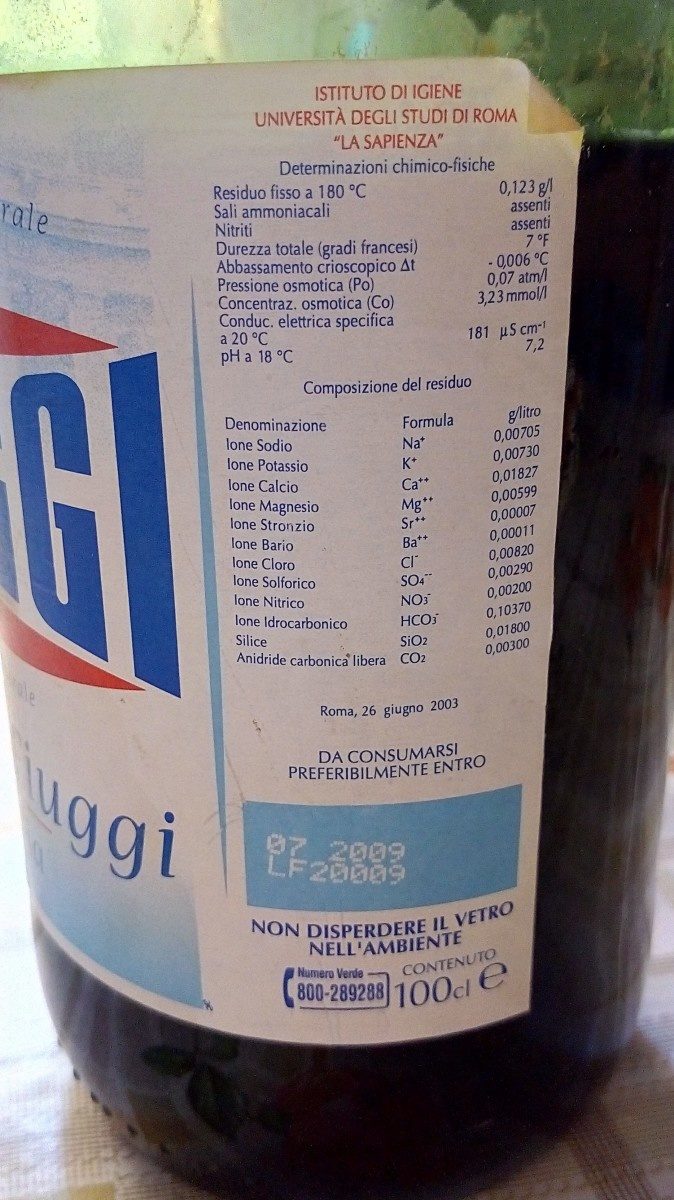 rale
GGI
rale
iuggi
ISTITUTO DI IGIENE
UNIVERSITÀ DEGLI STUDI DI ROMA
"LA SAPIENZA"
Determinazioni chimico-fisiche
Residuo fisso a 180 °C 0,123 g/l
Sali ammoniacali assenti
Nitriti assenti
Durezza totale (gradi francesi) 7 °F
Abbassamento crioscopico Δt - 0,006 °C
Pressione osmotica (Po) 0,07 atm/l
Concentraz. osmotica (Co) 3,23 mmol/l
Conduc. elettrica specifica
a 20 °C 181 µS cm⁻¹
pH a 18 °C 7,2
Composizione del residuo
Denominazione Formula g/litro
Ione Sodio Na⁺ 0,00705
Ione Potassio K⁺ 0,00730
Ione Calcio Ca⁺⁺ 0,01827
Ione Magnesio Mg⁺⁺ 0,00599
Ione Stronzio Sr⁺⁺ 0,00007
Ione Bario Ba⁺⁺ 0,00011
Ione Cloro Cl⁻ 0,00820
Ione Solforico SO₄⁻⁻ 0,00290
Ione Nitrico NO₃⁻ 0,00200
Ione Idrocarbonico HCO₃⁻ 0,10370
Silice SiO₂ 0,01800
Anidride carbonica libera CO₂ 0,00300
Roma, 26 giugno 2003
DA CONSUMARSI
PREFERIBILMENTE ENTRO
07 2009
LF20009
NON DISPERDERE IL VETRO
NELL'AMBIENTE
Numero Verde
800-289288
CONTENUTO
100cl e